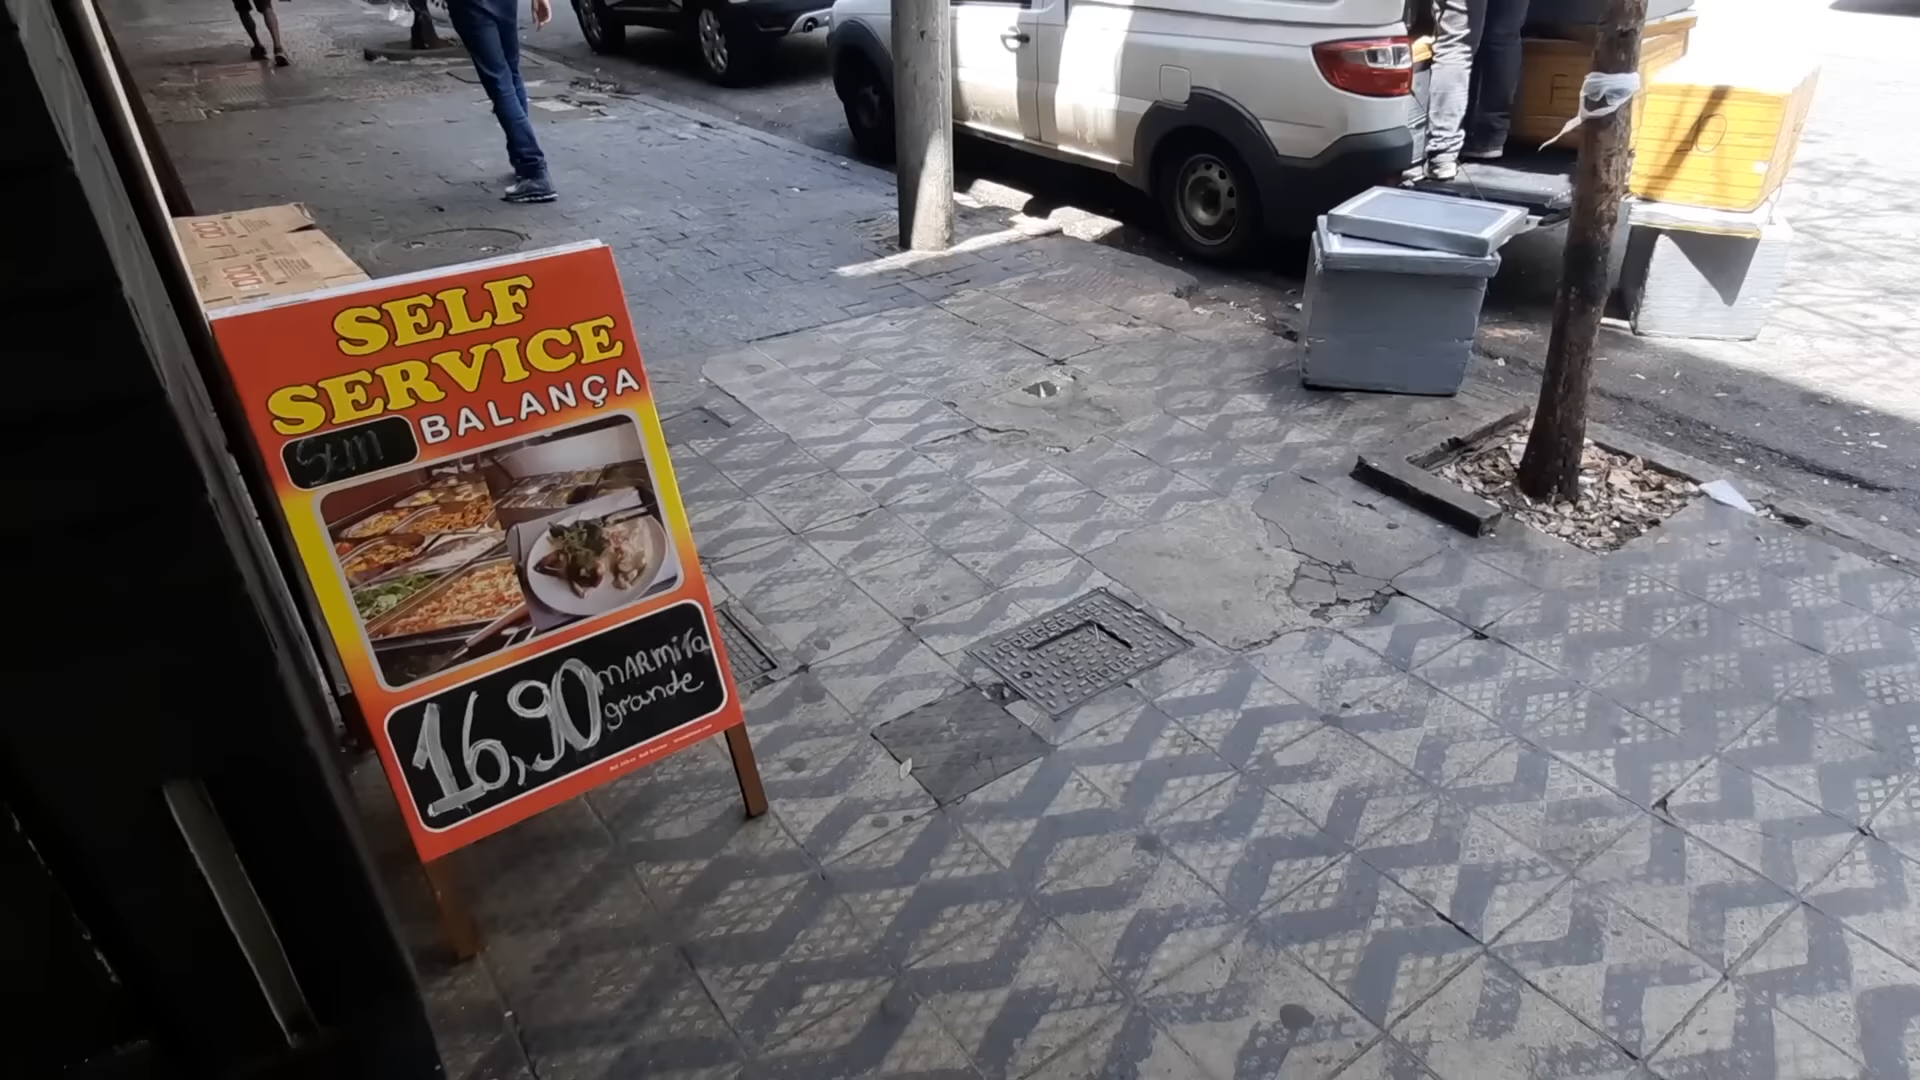 SELF
SERVICE
Sem BALANÇA
16,90 MARMITA
grande